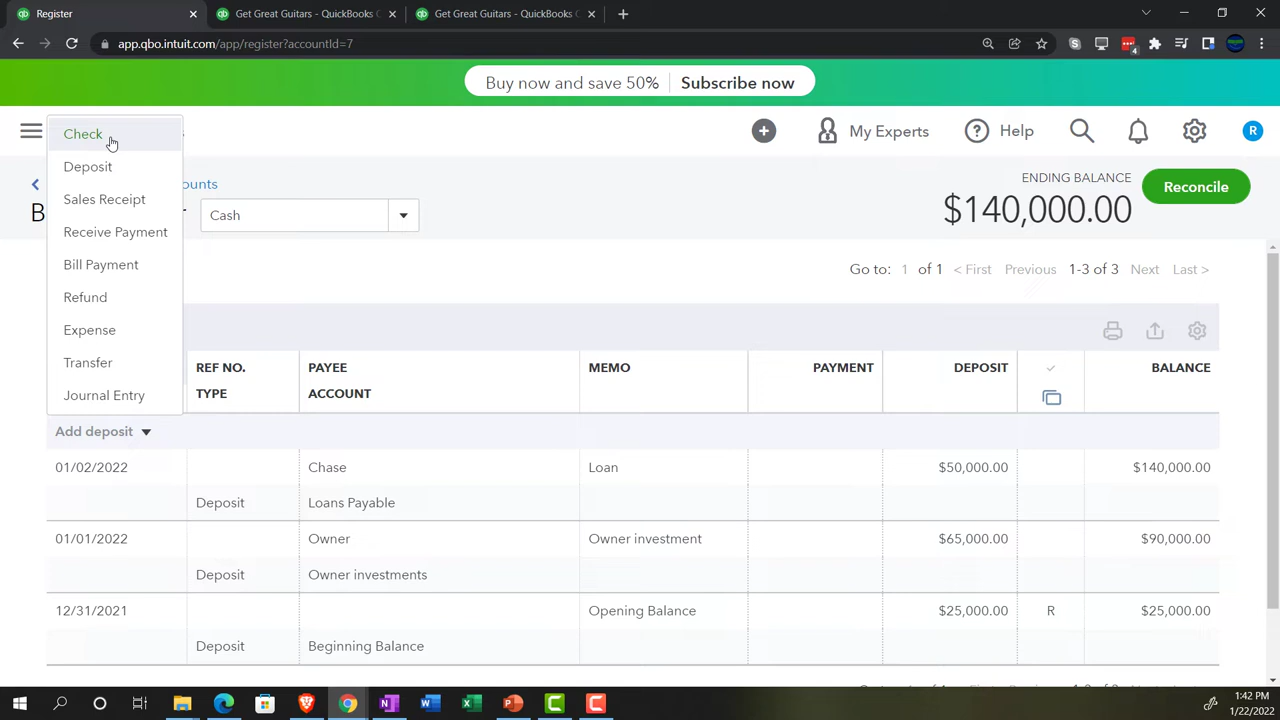 Register
Get Great Guitars - QuickBooks
Get Great Guitars - QuickBooks
app.qbo.intuit.com/app/register?accountId=7
4
Buy now and save 50% Subscribe now
My Experts Help R
Check
Deposit
Sales Receipt
Receive Payment
Bill Payment
Refund
Expense
Transfer
Journal Entry
Cash
ENDING BALANCE
$140,000.00
Reconcile
Go to: 1 of 1 < First Previous 1-3 of 3 Next Last >
REF NO. PAYEE MEMO PAYMENT DEPOSIT BALANCE
TYPE ACCOUNT
Add deposit
01/02/2022 Chase Loan $50,000.00 $140,000.00
Deposit Loans Payable
01/01/2022 Owner Owner investment $65,000.00 $90,000.00
Deposit Owner investments
12/31/2021 Opening Balance $25,000.00 R $25,000.00
Deposit Beginning Balance
1:42 PM
1/22/2022